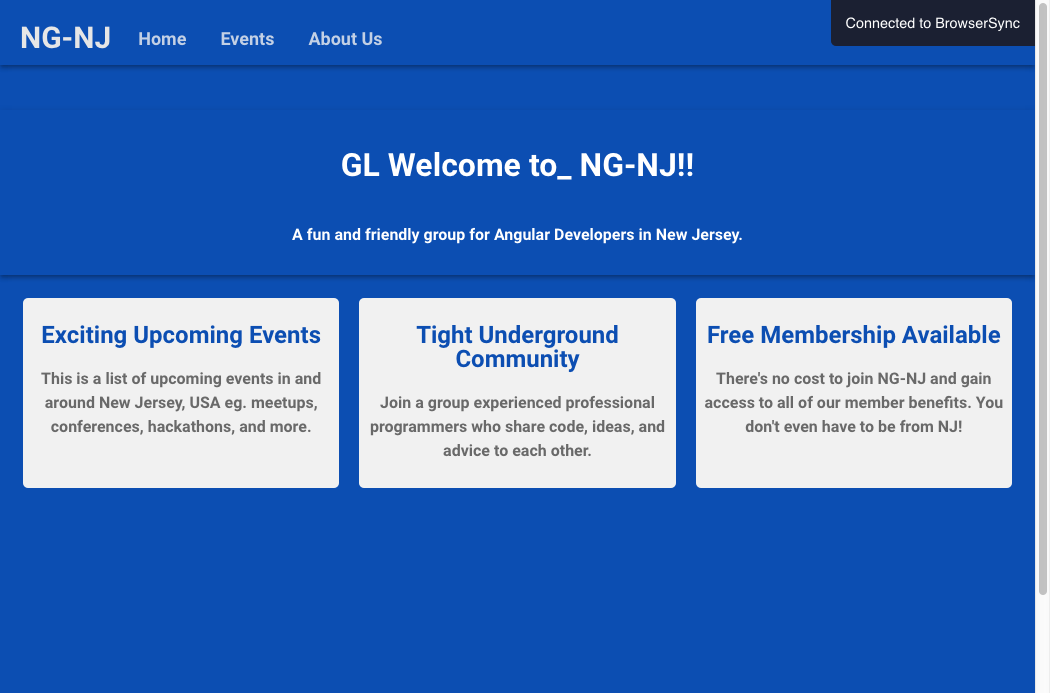 NG-NJ Home Events About Us
Connected to BrowserSync
GL Welcome to_ NG-NJ!!
A fun and friendly group for Angular Developers in New Jersey.
Exciting Upcoming Events
This is a list of upcoming events in and
around New Jersey, USA eg. meetups,
conferences, hackathons, and more.
Tight Underground
Community
Join a group experienced professional
programmers who share code, ideas, and
advice to each other.
Free Membership Available
There's no cost to join NG-NJ and gain
access to all of our member benefits. You
don't even have to be from NJ!